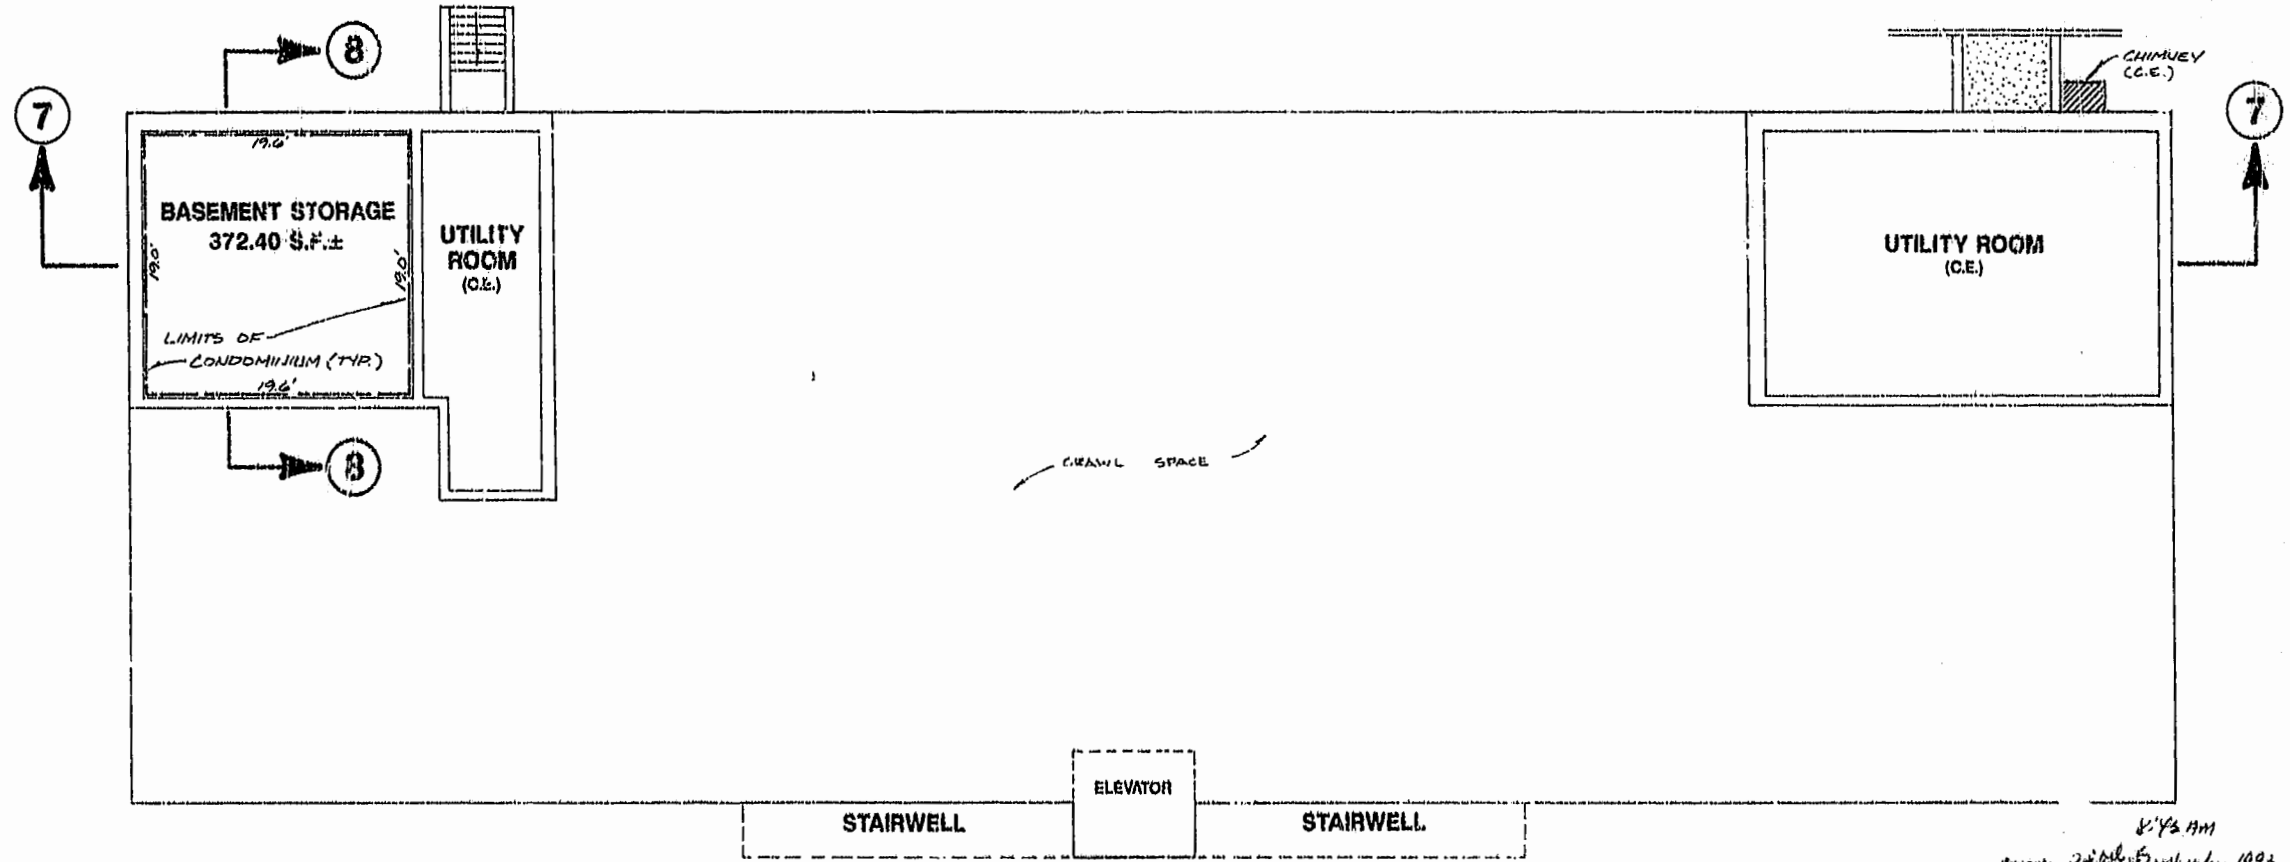 8
7
CHIMNEY
(C.E.)
7
19.6'
BASEMENT STORAGE
372.40 S.F.±
19.0'
19.0'
UTILITY
ROOM
(C.E.)
UTILITY ROOM
(C.E.)
LIMITS OF
CONDOMINIUM (TYP.)
19.6'
8
CRAWL SPACE
ELEVATOR
STAIRWELL
STAIRWELL
8:45 AM